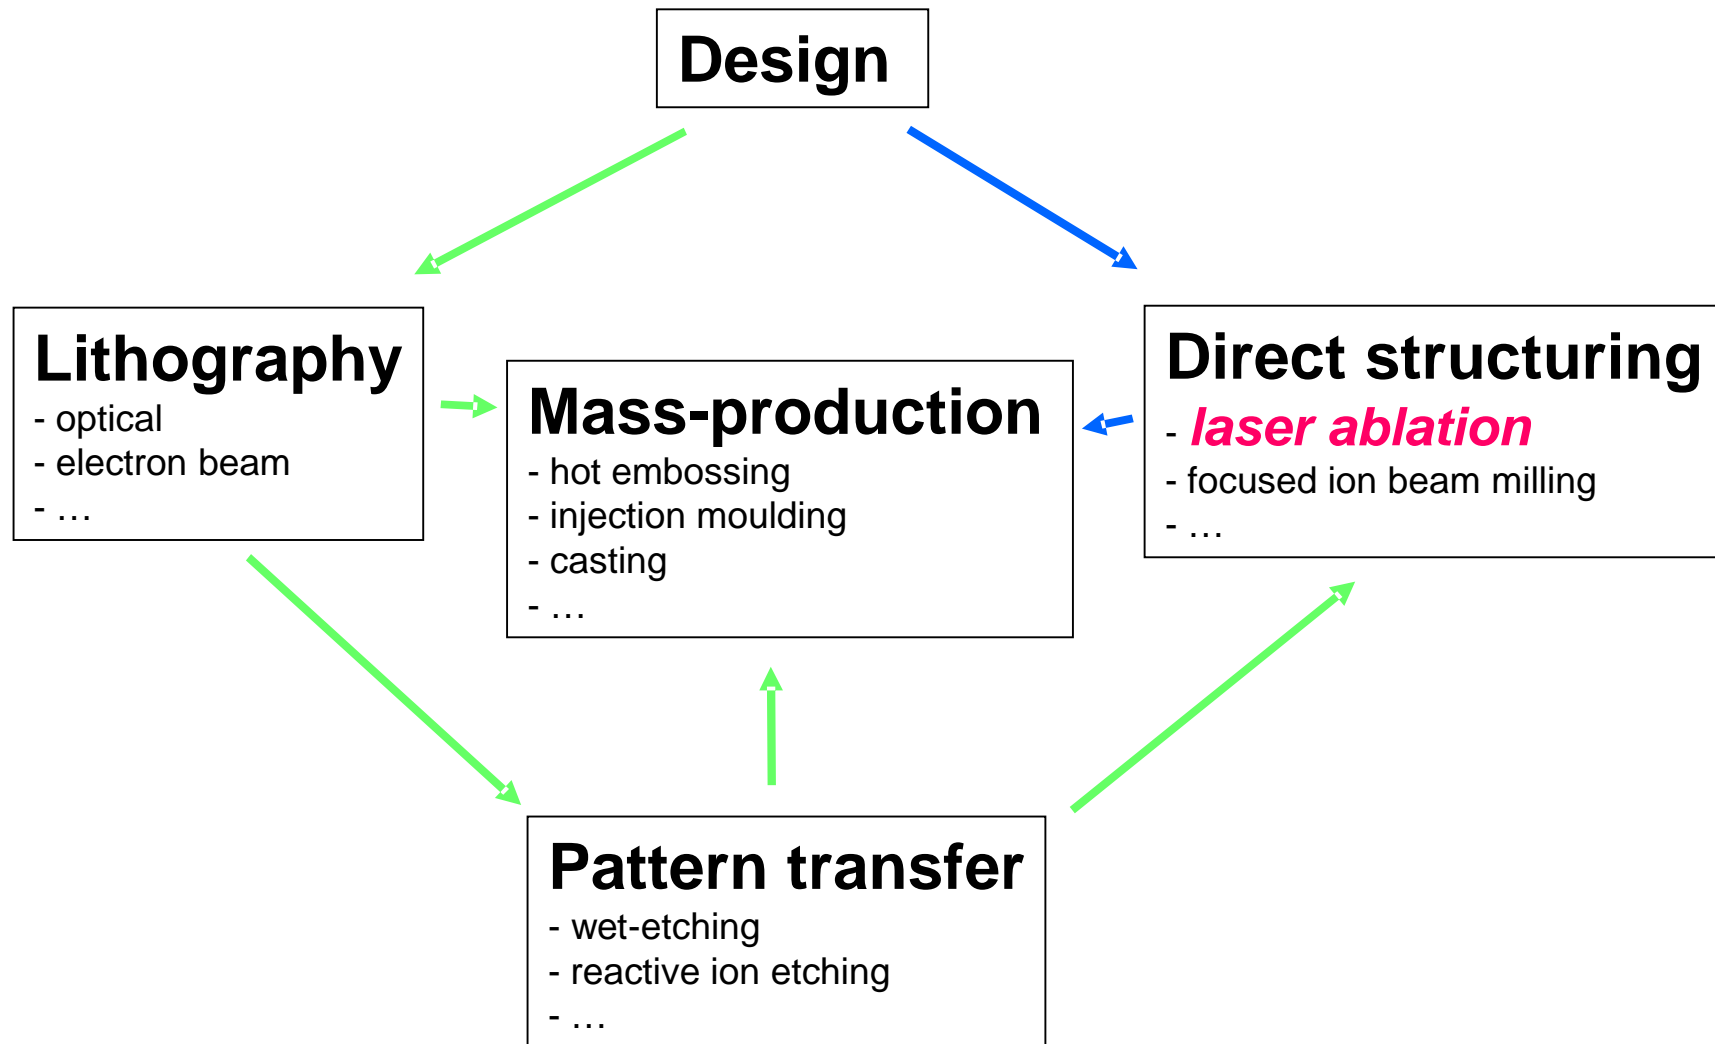 Design
Lithography
- optical
- electron beam
- …
Mass-production
- hot embossing
- injection moulding
- casting
- …
Direct structuring
- laser ablation
- focused ion beam milling
- …
Pattern transfer
- wet-etching
- reactive ion etching
- …